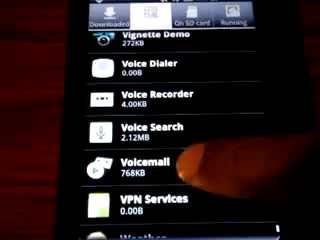 Downloaded On SD card Running
Vignette Demo
272KB
Voice Dialer
0.00B
Voice Recorder
4.00KB
Voice Search
2.12MB
Voicemail
768KB
VPN Services
0.00B
Weather